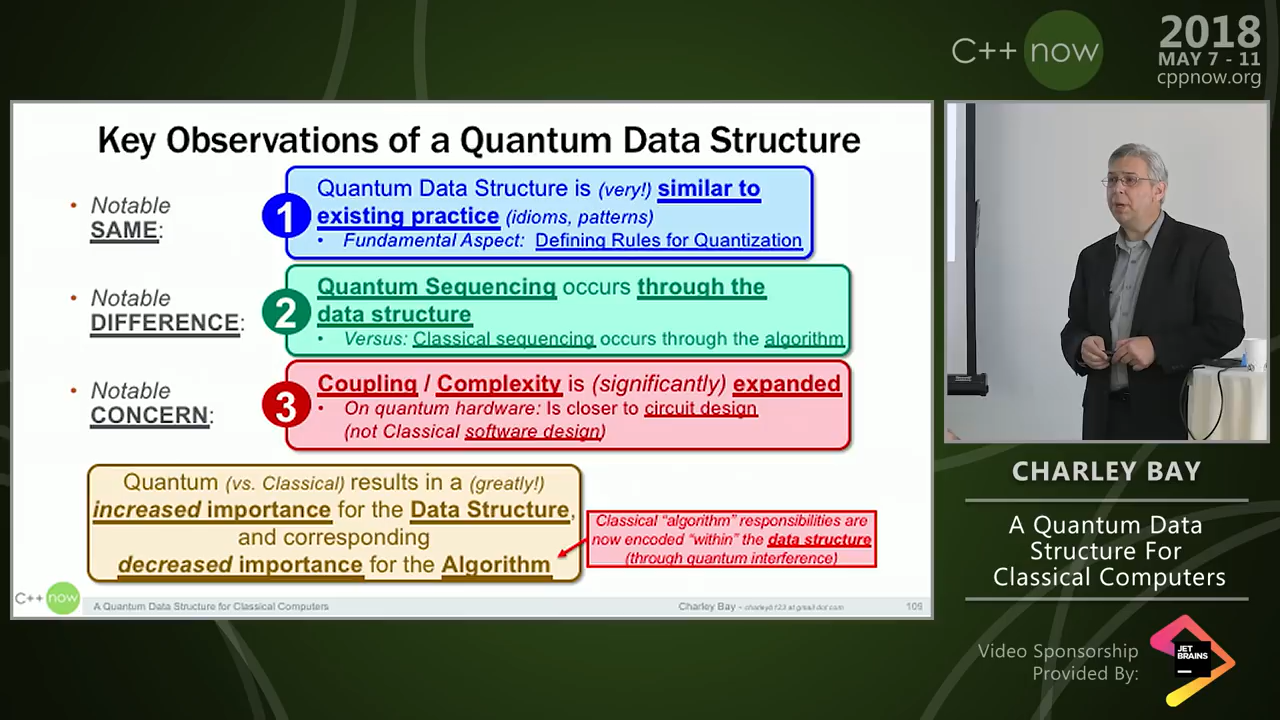 C++ now
2018
MAY 7 - 11
cppnow.org
Key Observations of a Quantum Data Structure
• Notable
SAME:
1
Quantum Data Structure is (very!) similar to
existing practice (idioms, patterns)
• Fundamental Aspect: Defining Rules for Quantization
• Notable
DIFFERENCE:
2
Quantum Sequencing occurs through the
data structure
• Versus: Classical sequencing occurs through the algorithm
• Notable
CONCERN:
3
Coupling / Complexity is (significantly) expanded
• On quantum hardware: Is closer to circuit design
(not Classical software design)
Quantum (vs. Classical) results in a (greatly!)
increased importance for the Data Structure,
and corresponding
decreased importance for the Algorithm
Classical “algorithm” responsibilities are
now encoded “within” the data structure
(through quantum interference)
C++ now
A Quantum Data Structure for Classical Computers
Charley Bay - charleyb123 at gmail dot com
109
CHARLEY BAY
A Quantum Data
Structure For
Classical Computers
Video Sponsorship
Provided By:
JET
BRAINS